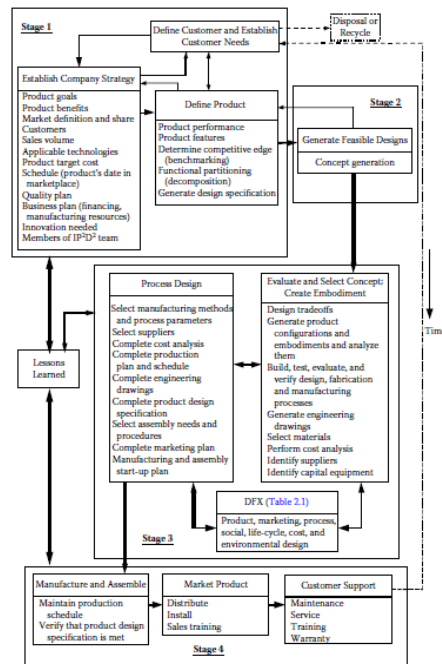 Stage 1
Define Customer and Establish
Customer Needs
Disposal or
Recycle
Establish Company Strategy
Product goals
Product benefits
Market definition and share
Customers
Sales volume
Applicable technologies
Product target cost
Schedule (product's date in
marketplace)
Quality plan
Business plan (financing,
manufacturing resources)
Innovation needed
Members of IP²D² team
Define Product
Product performance
Product features
Determine competitive edge
(benchmarking)
Functional partitioning
(decomposition)
Generate design specification
Stage 2
Generate Feasible Designs
Concept generation
Tim
Lessons
Learned
Process Design
Select manufacturing methods
and process parameters
Select suppliers
Complete cost analysis
Complete production
plan and schedule
Complete engineering
drawings
Complete product design
specification
Select assembly needs and
procedures
Complete marketing plan
Manufacturing and assembly
start-up plan
Evaluate and Select Concept;
Create Embodiment
Design tradeoffs
Generate product
configurations and
embodiments and analyze
them
Build, test, evaluate, and
verify design, fabrication
and manufacturing
processes
Generate engineering
drawings
Select materials
Perform cost analysis
Identify suppliers
Identify capital equipment
DFX (Table 2.1)
Product, marketing, process,
social, life-cycle, cost, and
environmental design
Stage 3
Manufacture and Assemble
Maintain production
schedule
Verify that product design
specification is met
Market Product
Distribute
Install
Sales training
Customer Support
Maintenance
Service
Training
Warranty
Stage 4